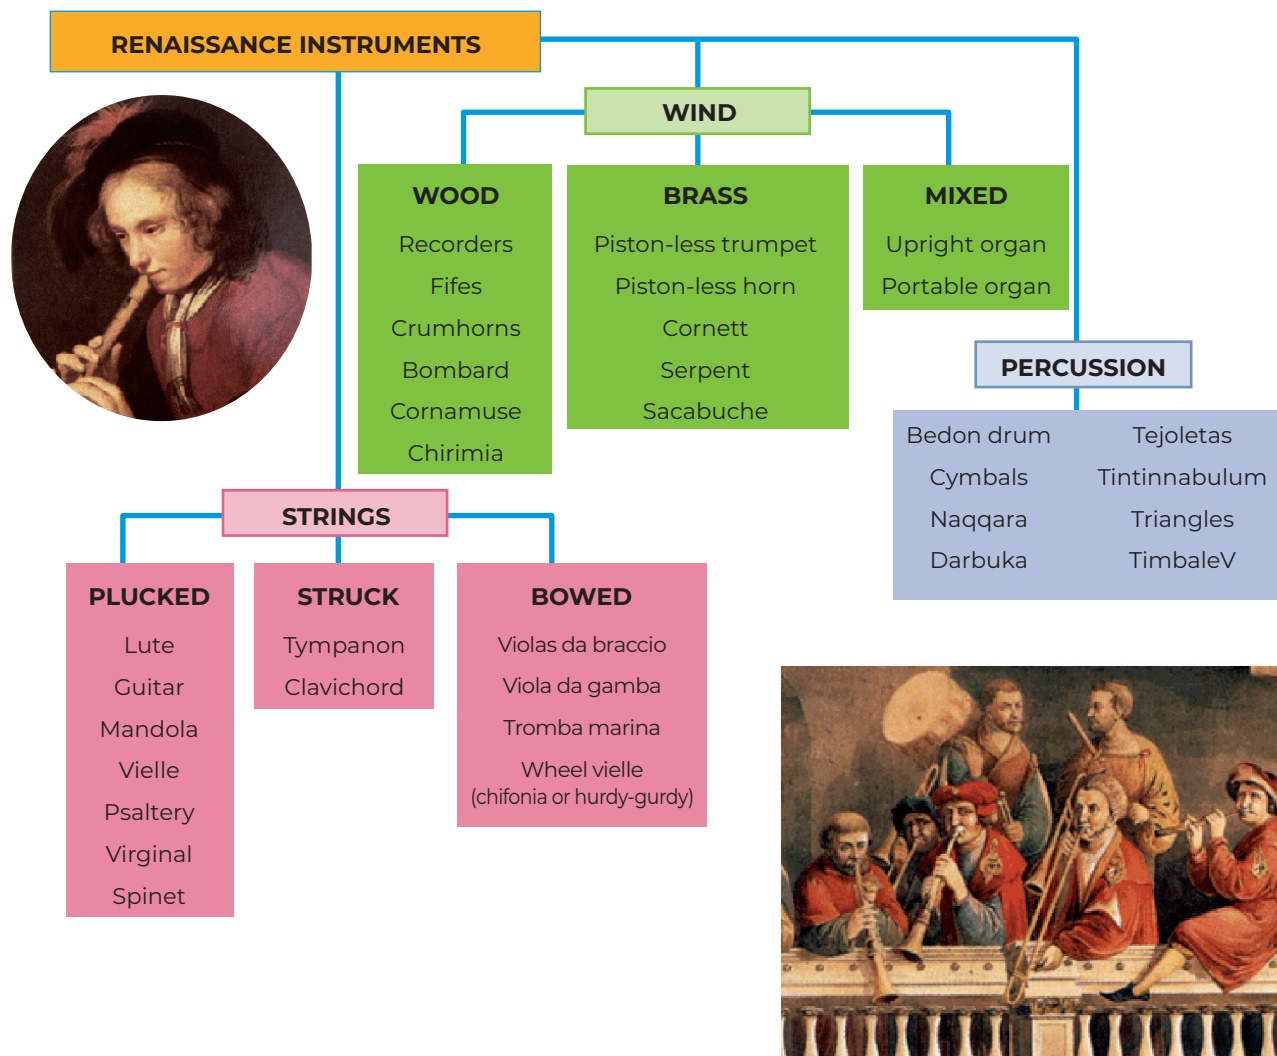 RENAISSANCE INSTRUMENTS
WIND
WOOD
Recorders
Fifes
Crumhorns
Bombard
Cornamuse
Chirimia
BRASS
Piston-less trumpet
Piston-less horn
Cornett
Serpent
Sacabuche
MIXED
Upright organ
Portable organ
PERCUSSION
Bedon drum
Cymbals
Naqqara
Darbuka
Tejoletas
Tintinnabulum
Triangles
TimbaleV
STRINGS
PLUCKED
Lute
Guitar
Mandola
Vielle
Psaltery
Virginal
Spinet
STRUCK
Tympanon
Clavichord
BOWED
Violas da braccio
Viola da gamba
Tromba marina
Wheel vielle
(chifonia or hurdy-gurdy)